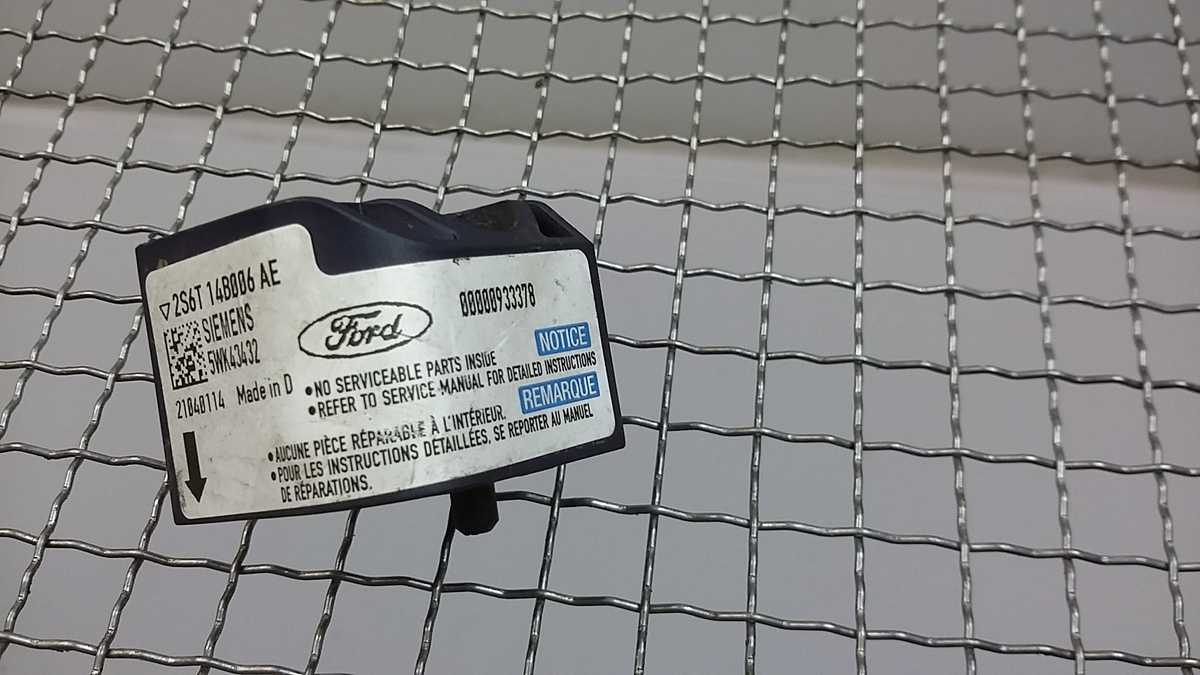 ▽2S6T 14B006 AE
SIEMENS
5WK43432
21040114 Made in D
Ford
00000933378
NOTICE
•NO SERVICEABLE PARTS INSIDE
•REFER TO SERVICE MANUAL FOR DETAILED INSTRUCTIONS
REMARQUE
•AUCUNE PIÈCE RÉPARABLE À L'INTÉRIEUR.
•POUR LES INSTRUCTIONS DÉTAILLÉES, SE REPORTER AU MANUEL
DE RÉPARATIONS.